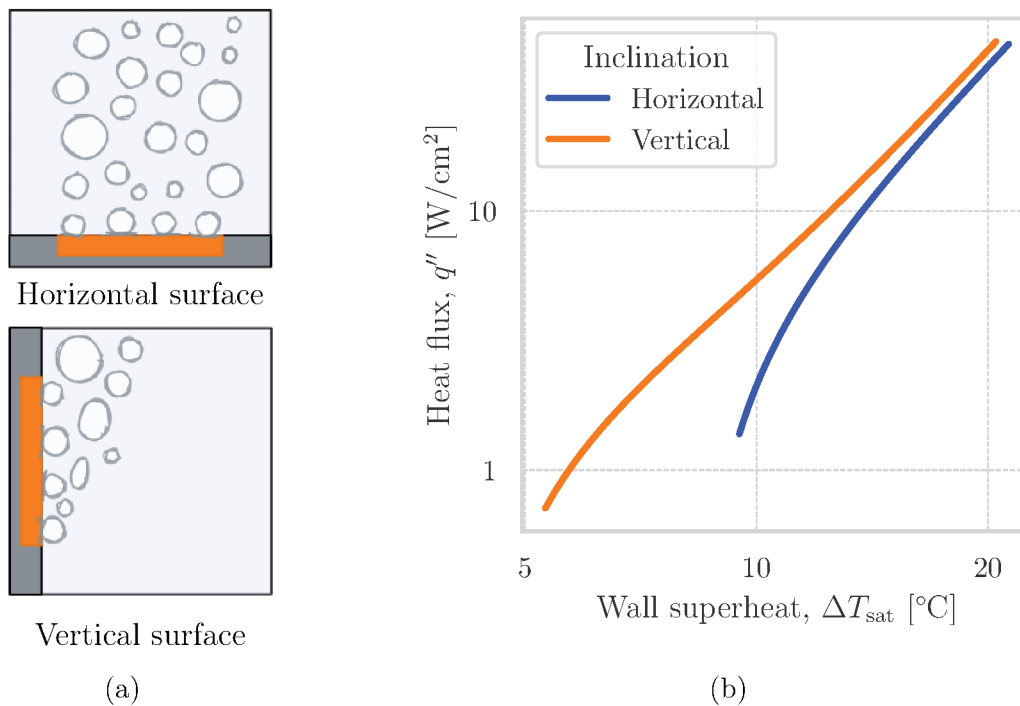 Horizontal surface
Vertical surface
(a)
Inclination
Horizontal
Vertical
Heat flux, q″ [W/cm²]
10
1
5 10 20
Wall superheat, ΔT_sat [°C]
(b)